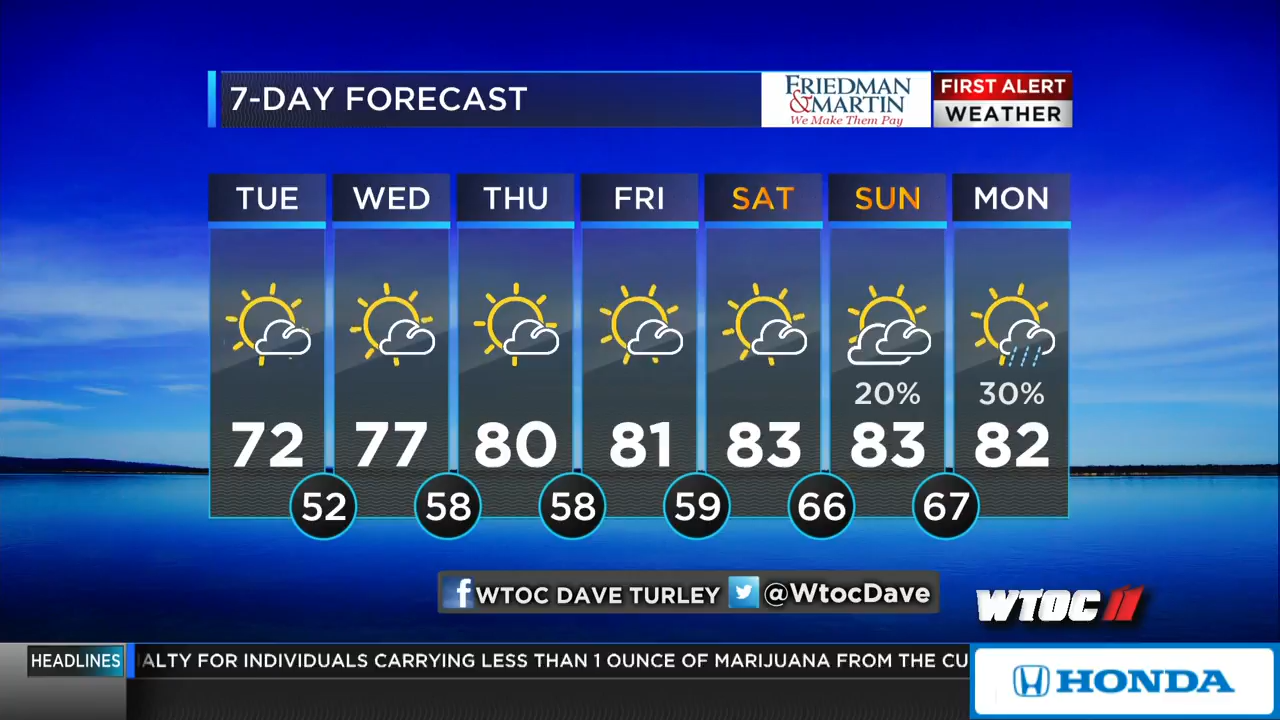 7-DAY FORECAST
FRIEDMAN
&MARTIN
We Make Them Pay
FIRST ALERT
WEATHER
TUE WED THU FRI SAT SUN MON
20% 30%
72 77 80 81 83 83 82
52 58 58 59 66 67
f WTOC DAVE TURLEY @WtocDave
WTOC 11
HEADLINES
IALTY FOR INDIVIDUALS CARRYING LESS THAN 1 OUNCE OF MARIJUANA FROM THE CU
HONDA